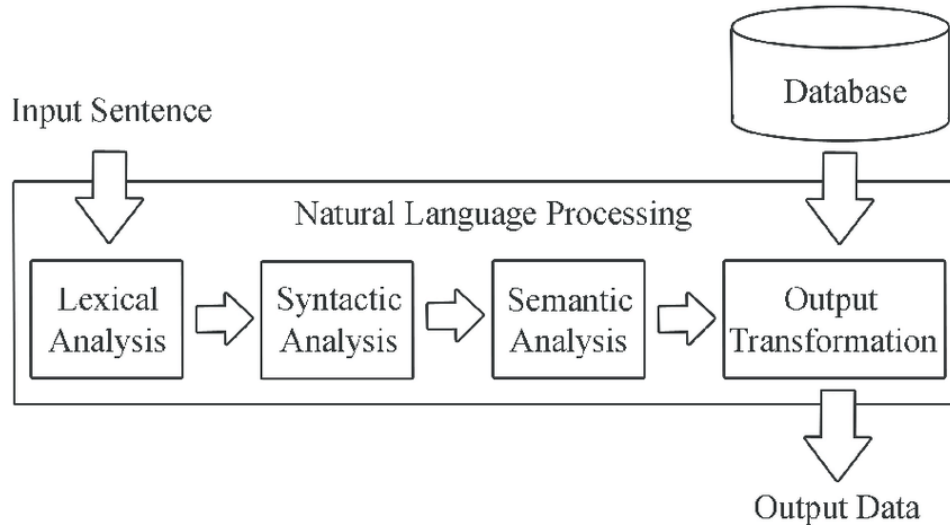 Database
Input Sentence
Natural Language Processing
Lexical
Analysis
Syntactic
Analysis
Semantic
Analysis
Output
Transformation
Output Data